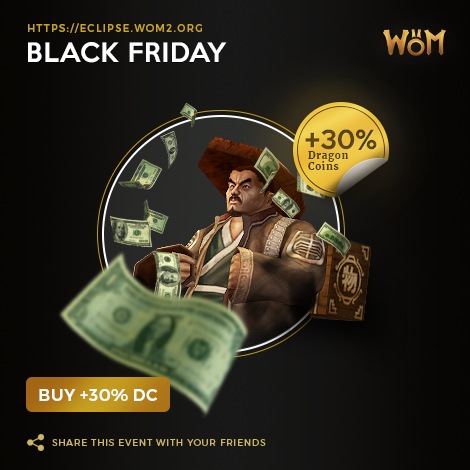 HTTPS://ECLIPSE.WOM2.ORG
BLACK FRIDAY
WOM
+30%
Dragon
Coins
BUY +30% DC
SHARE THIS EVENT WITH YOUR FRIENDS